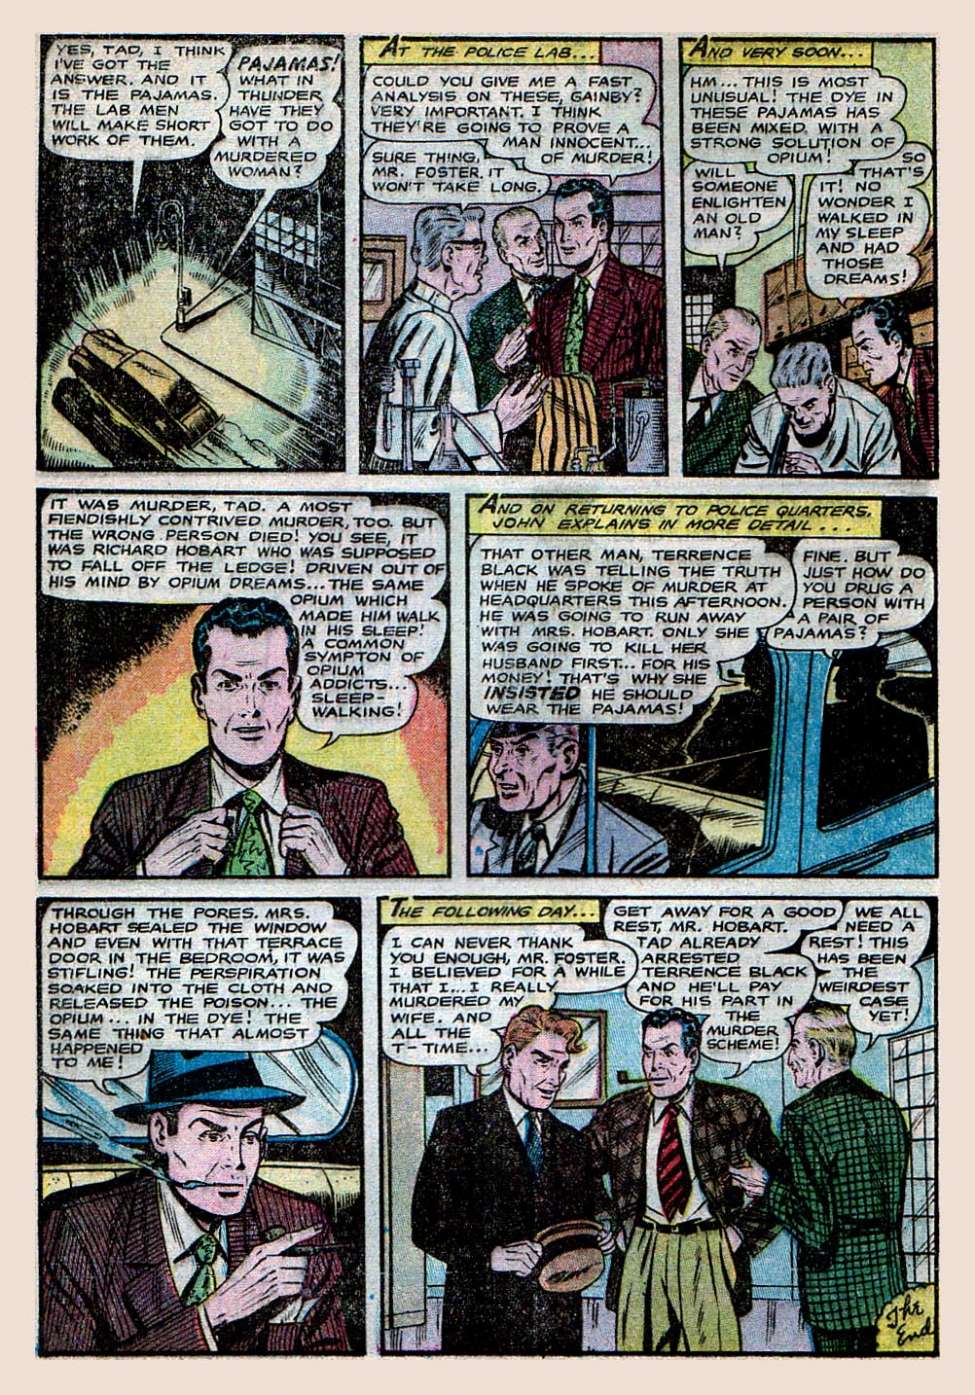 YES, TAD, I THINK
I'VE GOT THE
ANSWER. AND IT
IS THE PAJAMAS.
THE LAB MEN
WILL MAKE SHORT
WORK OF THEM.
PAJAMAS!
WHAT IN
THUNDER
HAVE THEY
GOT TO DO
WITH A
MURDERED
WOMAN?
AT THE POLICE LAB...
COULD YOU GIVE ME A FAST
ANALYSIS ON THESE, GAINBY?
VERY IMPORTANT. I THINK
THEY'RE GOING TO PROVE A
MAN INNOCENT...
OF MURDER!
SURE THING,
MR. FOSTER. IT
WON'T TAKE LONG.
AND VERY SOON...
HM... THIS IS MOST
UNUSUAL! THE DYE IN
THESE PAJAMAS HAS
BEEN MIXED WITH A
STRONG SOLUTION OF
OPIUM!
WILL
SOMEONE
ENLIGHTEN
AN OLD
MAN?
SO
THAT'S
IT! NO
WONDER I
WALKED IN
MY SLEEP
AND HAD
THOSE
DREAMS!
IT WAS MURDER, TAD. A MOST
FIENDISHLY CONTRIVED MURDER, TOO. BUT
THE WRONG PERSON DIED! YOU SEE, IT
WAS RICHARD HOBART WHO WAS SUPPOSED
TO FALL OFF THE LEDGE! DRIVEN OUT OF
HIS MIND BY OPIUM DREAMS... THE SAME
OPIUM WHICH
MADE HIM WALK
IN HIS SLEEP!
A COMMON
SYMPTON OF
OPIUM
ADDICTS...
SLEEP-
WALKING!
AND ON RETURNING TO POLICE QUARTERS,
JOHN EXPLAINS IN MORE DETAIL...
THAT OTHER MAN, TERRENCE
BLACK WAS TELLING THE TRUTH
WHEN HE SPOKE OF MURDER AT
HEADQUARTERS THIS AFTERNOON.
HE WAS GOING TO RUN AWAY
WITH MRS. HOBART. ONLY SHE
WAS GOING TO KILL HER
HUSBAND FIRST... FOR HIS
MONEY! THAT'S WHY SHE
INSISTED HE SHOULD
WEAR THE PAJAMAS!
FINE. BUT
JUST HOW DO
YOU DRUG A
PERSON WITH
A PAIR OF
PAJAMAS?
THROUGH THE PORES. MRS.
HOBART SEALED THE WINDOW
AND EVEN WITH THAT TERRACE
DOOR IN THE BEDROOM, IT WAS
STIFLING! THE PERSPIRATION
SOAKED INTO THE CLOTH AND
RELEASED THE POISON... THE
OPIUM... IN THE DYE! THE
SAME THING THAT ALMOST
HAPPENED
TO ME!
THE FOLLOWING DAY...
I CAN NEVER THANK
YOU ENOUGH, MR. FOSTER.
I BELIEVED FOR A WHILE
THAT I... I REALLY
MURDERED MY
WIFE. AND
ALL THE
T-TIME...
GET AWAY FOR A GOOD
REST, MR. HOBART.
TAD ALREADY
ARRESTED
TERRENCE BLACK
AND HE'LL PAY
FOR HIS PART IN
THE
MURDER
SCHEME!
WE ALL
NEED A
REST! THIS
HAS BEEN
THE
WEIRDEST
CASE
YET!
The
End